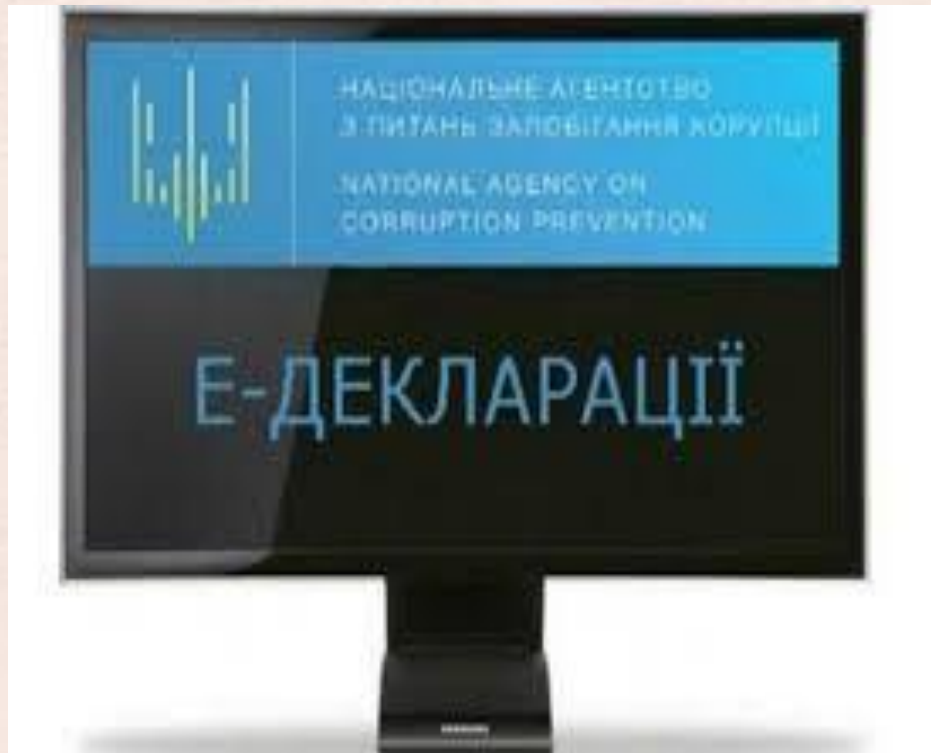 НАЦІОНАЛЬНЕ АГЕНТСТВО
З ПИТАНЬ ЗАПОБІГАННЯ КОРУПЦІЇ
NATIONAL AGENCY ON
CORRUPTION PREVENTION
Е-ДЕКЛАРАЦІЇ